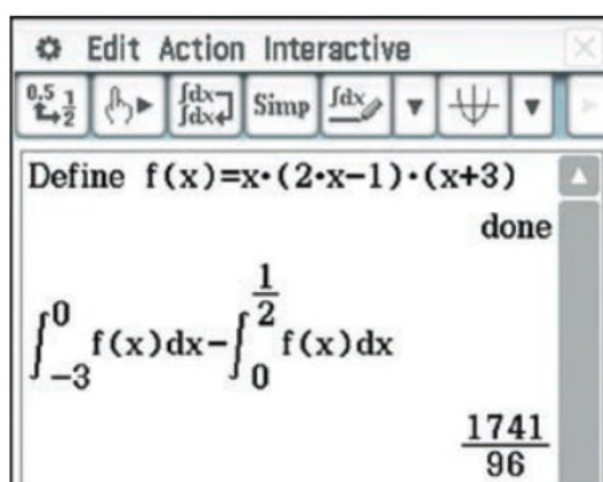 Edit Action Interactive
0.5 1/2 ∫dx ∫dx Simp ∫dx
Define f(x)=x·(2·x−1)·(x+3)
done
∫_{−3}^{0} f(x)dx−∫_{0}^{1/2} f(x)dx
1741/96